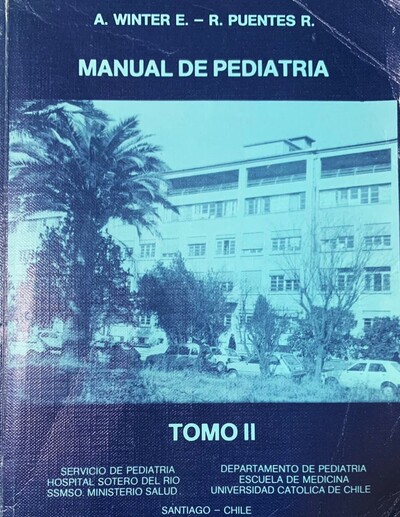 A. WINTER E. – R. PUENTES R.
MANUAL DE PEDIATRIA
TOMO II
SERVICIO DE PEDIATRIA
HOSPITAL SOTERO DEL RIO
SSMSO. MINISTERIO SALUD
DEPARTAMENTO DE PEDIATRIA
ESCUELA DE MEDICINA
UNIVERSIDAD CATOLICA DE CHILE
SANTIAGO – CHILE